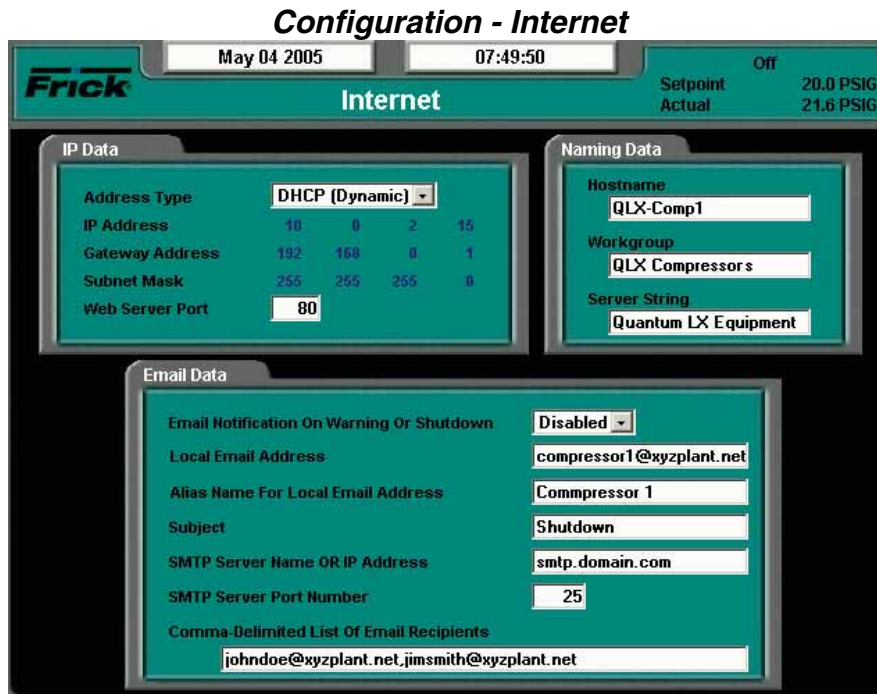 Configuration - Internet
May 04 2005
07:49:50
Off
Frick
Internet
Setpoint 20.0 PSIG
Actual 21.6 PSIG
IP Data
Address Type DHCP (Dynamic)
IP Address 10 0 2 15
Gateway Address 192 168 0 1
Subnet Mask 255 255 255 0
Web Server Port 80
Naming Data
Hostname
QLX-Comp1
Workgroup
QLX Compressors
Server String
Quantum LX Equipment
Email Data
Email Notification On Warning Or Shutdown Disabled
Local Email Address compressor1@xyzplant.net
Alias Name For Local Email Address Commpressor 1
Subject Shutdown
SMTP Server Name OR IP Address smtp.domain.com
SMTP Server Port Number 25
Comma-Delimited List Of Email Recipients
johndoe@xyzplant.net,jimsmith@xyzplant.net